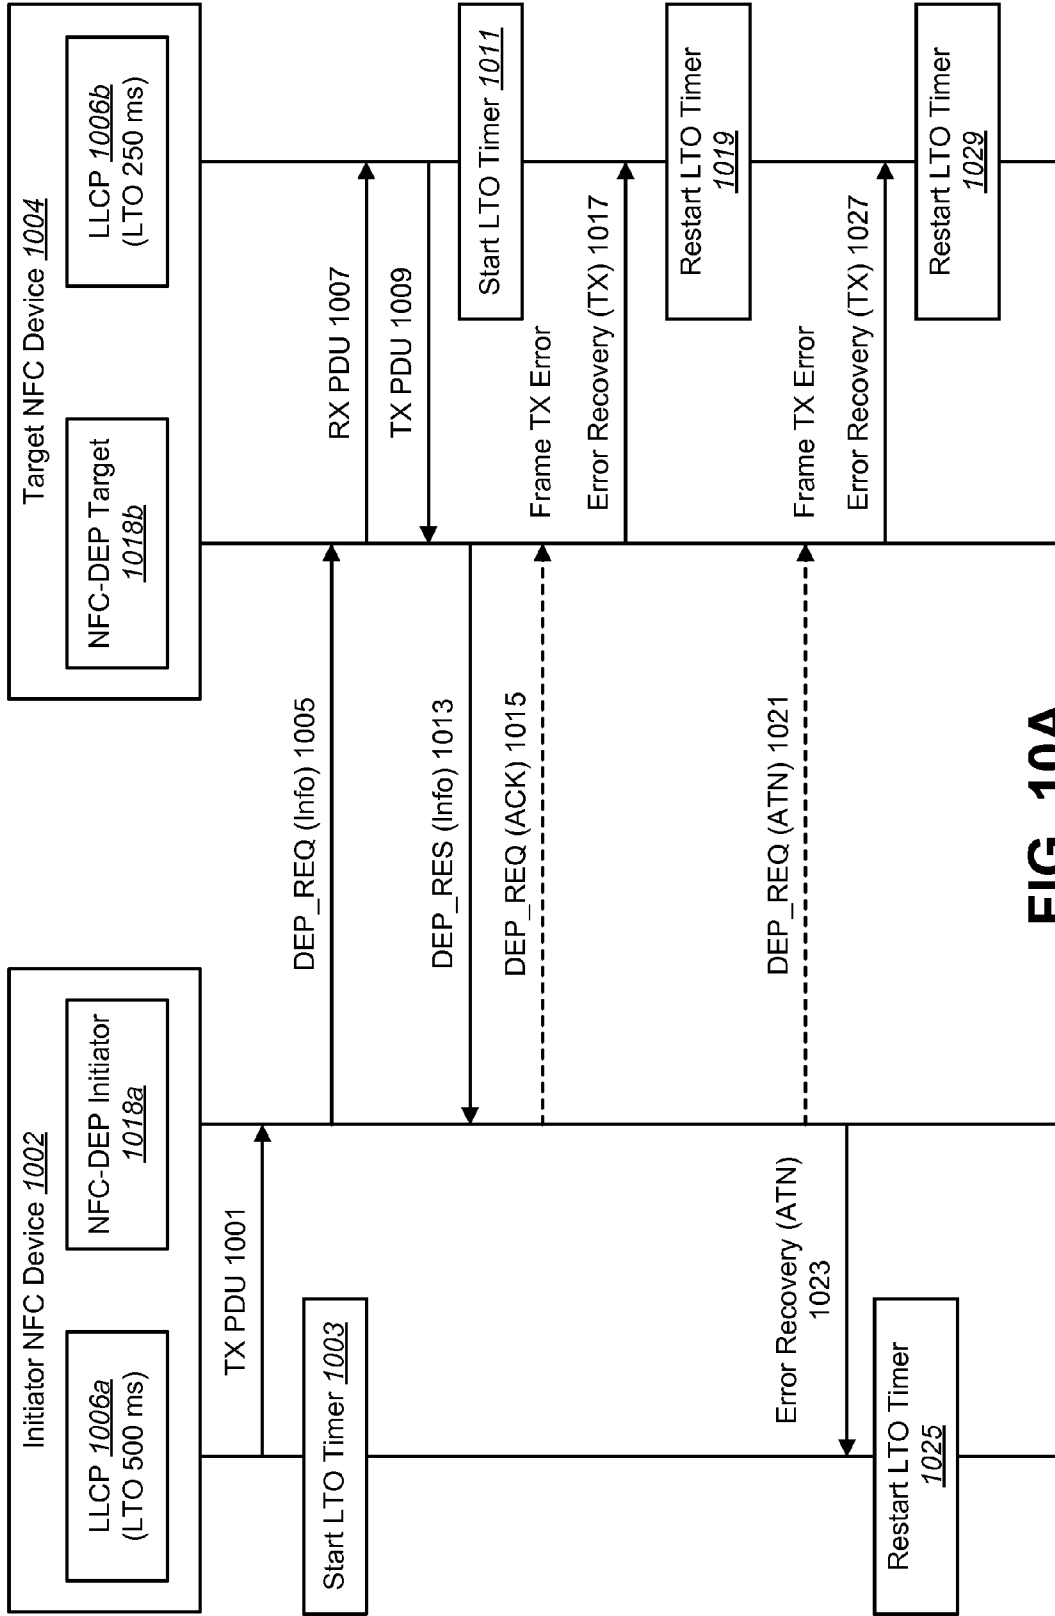 Initiator NFC Device 1002
LLCP 1006a
(LTO 500 ms)
NFC-DEP Initiator
1018a
Target NFC Device 1004
NFC-DEP Target
1018b
LLCP 1006b
(LTO 250 ms)
TX PDU 1001
Start LTO Timer 1003
DEP_REQ (Info) 1005
RX PDU 1007
TX PDU 1009
Start LTO Timer 1011
DEP_RES (Info) 1013
DEP_REQ (ACK) 1015
Frame TX Error
Error Recovery (TX) 1017
Restart LTO Timer
1019
DEP_REQ (ATN) 1021
Frame TX Error
Error Recovery (ATN)
1023
Restart LTO Timer
1025
Error Recovery (TX) 1027
Restart LTO Timer
1029
FIG. 10A